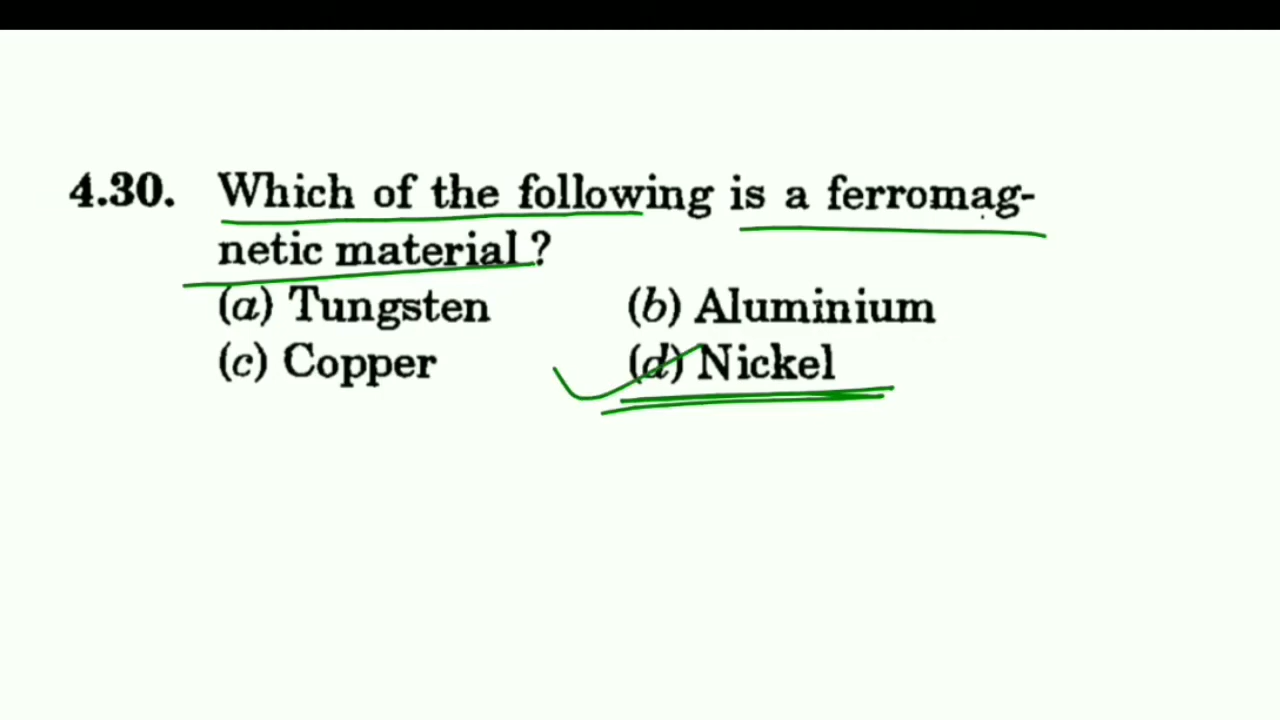 4.30. Which of the following is a ferromag-
netic material ?
(a) Tungsten (b) Aluminium
(c) Copper (d) Nickel